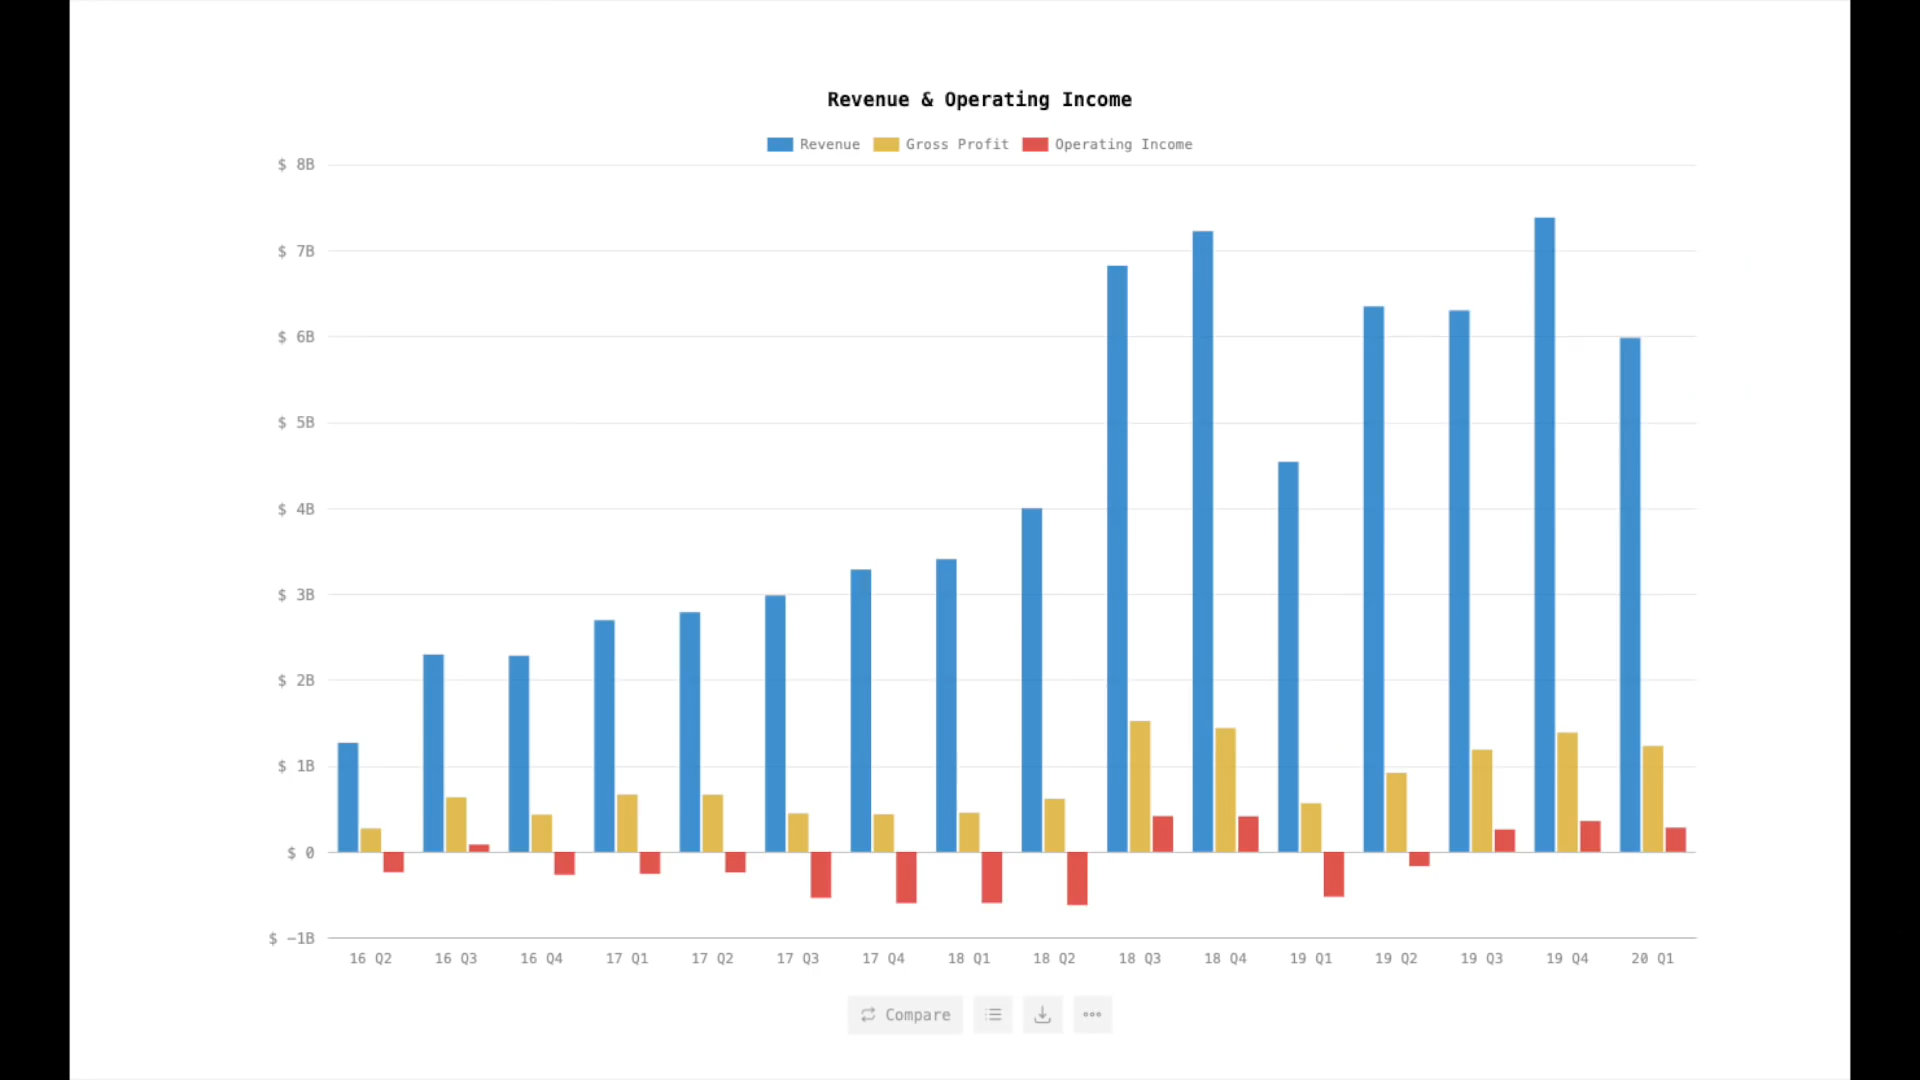 Revenue & Operating Income
Revenue Gross Profit Operating Income
$ 8B
$ 7B
$ 6B
$ 5B
$ 4B
$ 3B
$ 2B
$ 1B
$ 0
$ −1B
16 Q2 16 Q3 16 Q4 17 Q1 17 Q2 17 Q3 17 Q4 18 Q1 18 Q2 18 Q3 18 Q4 19 Q1 19 Q2 19 Q3 19 Q4 20 Q1
Compare